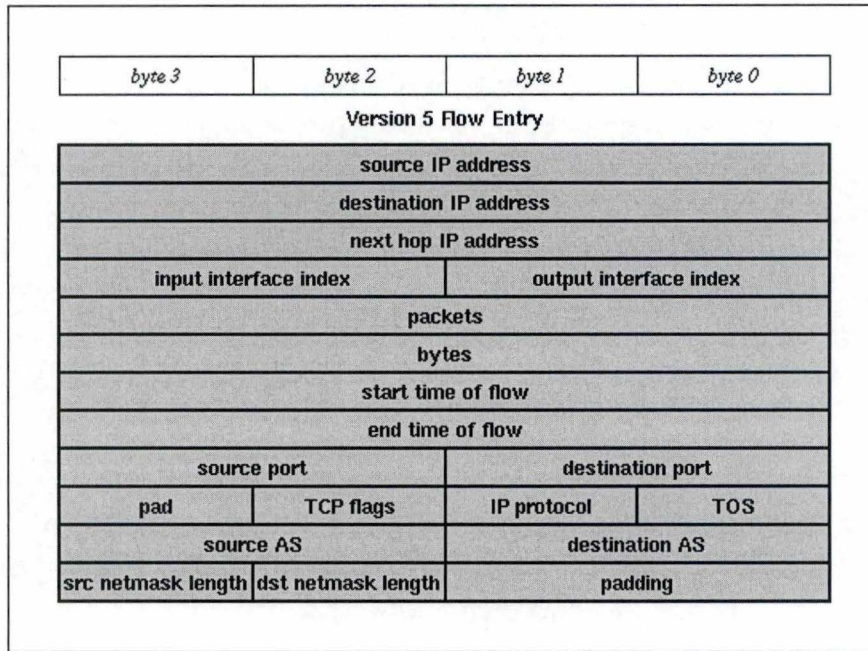 byte 3 byte 2 byte 1 byte 0
Version 5 Flow Entry
source IP address
destination IP address
next hop IP address
input interface index output interface index
packets
bytes
start time of flow
end time of flow
source port destination port
pad TCP flags IP protocol TOS
source AS destination AS
src netmask length dst netmask length padding